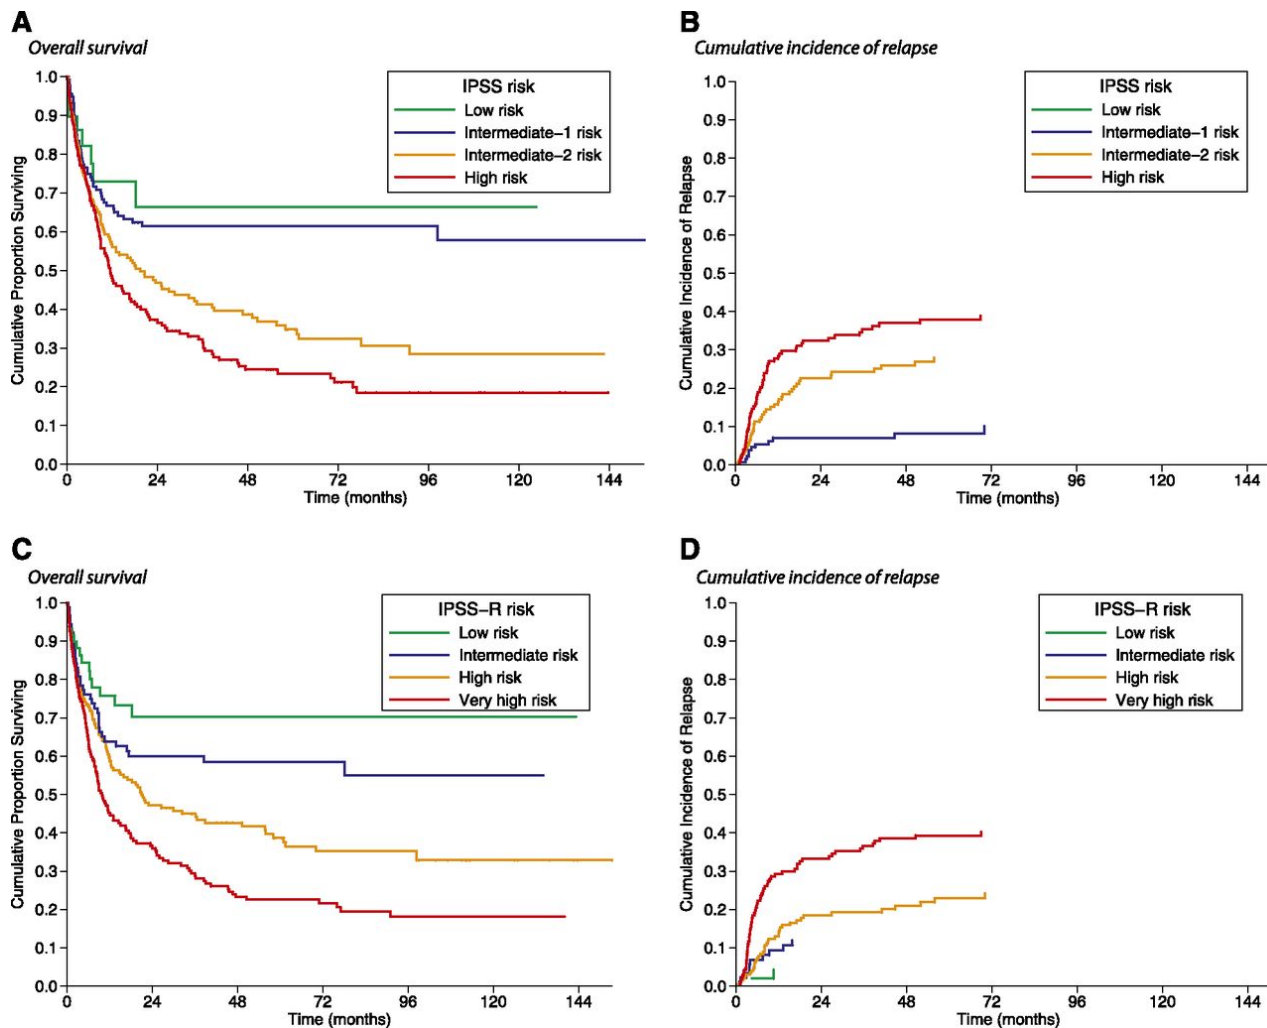 A
Overall survival
IPSS risk
Low risk
Intermediate–1 risk
Intermediate–2 risk
High risk
Cumulative Proportion Surviving
1.0
0.9
0.8
0.7
0.6
0.5
0.4
0.3
0.2
0.1
0.0
0 24 48 72 96 120 144
Time (months)
B
Cumulative incidence of relapse
IPSS risk
Low risk
Intermediate–1 risk
Intermediate–2 risk
High risk
Cumulative Incidence of Relapse
1.0
0.9
0.8
0.7
0.6
0.5
0.4
0.3
0.2
0.1
0.0
0 24 48 72 96 120 144
Time (months)
C
Overall survival
IPSS–R risk
Low risk
Intermediate risk
High risk
Very high risk
Cumulative Proportion Surviving
1.0
0.9
0.8
0.7
0.6
0.5
0.4
0.3
0.2
0.1
0.0
0 24 48 72 96 120 144
Time (months)
D
Cumulative incidence of relapse
IPSS–R risk
Low risk
Intermediate risk
High risk
Very high risk
Cumulative Incidence of Relapse
1.0
0.9
0.8
0.7
0.6
0.5
0.4
0.3
0.2
0.1
0.0
0 24 48 72 96 120 144
Time (months)